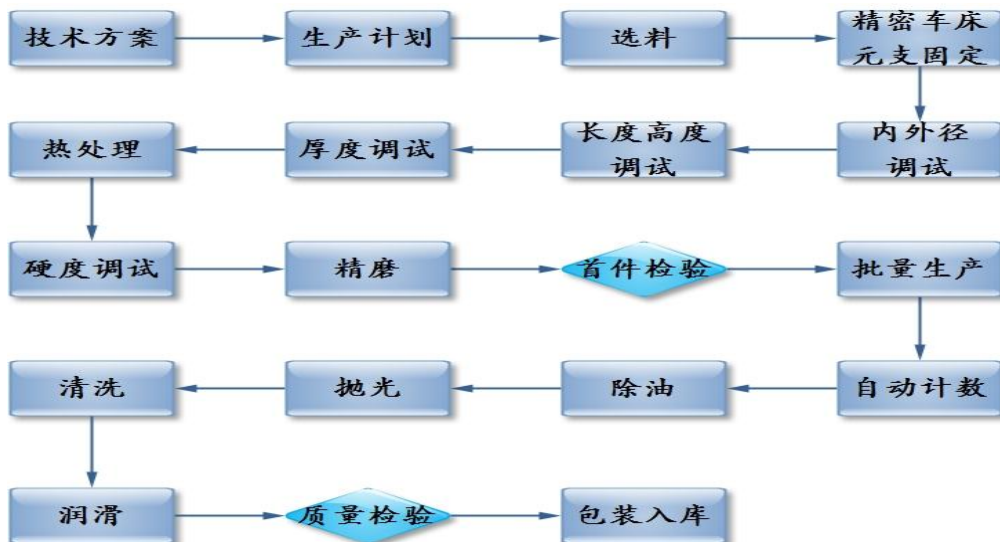 技术方案
生产计划
选料
精密车床
元支固定
内外径
调试
长度高度
调试
厚度调试
热处理
硬度调试
精磨
首件检验
批量生产
自动计数
除油
抛光
清洗
润滑
质量检验
包装入库